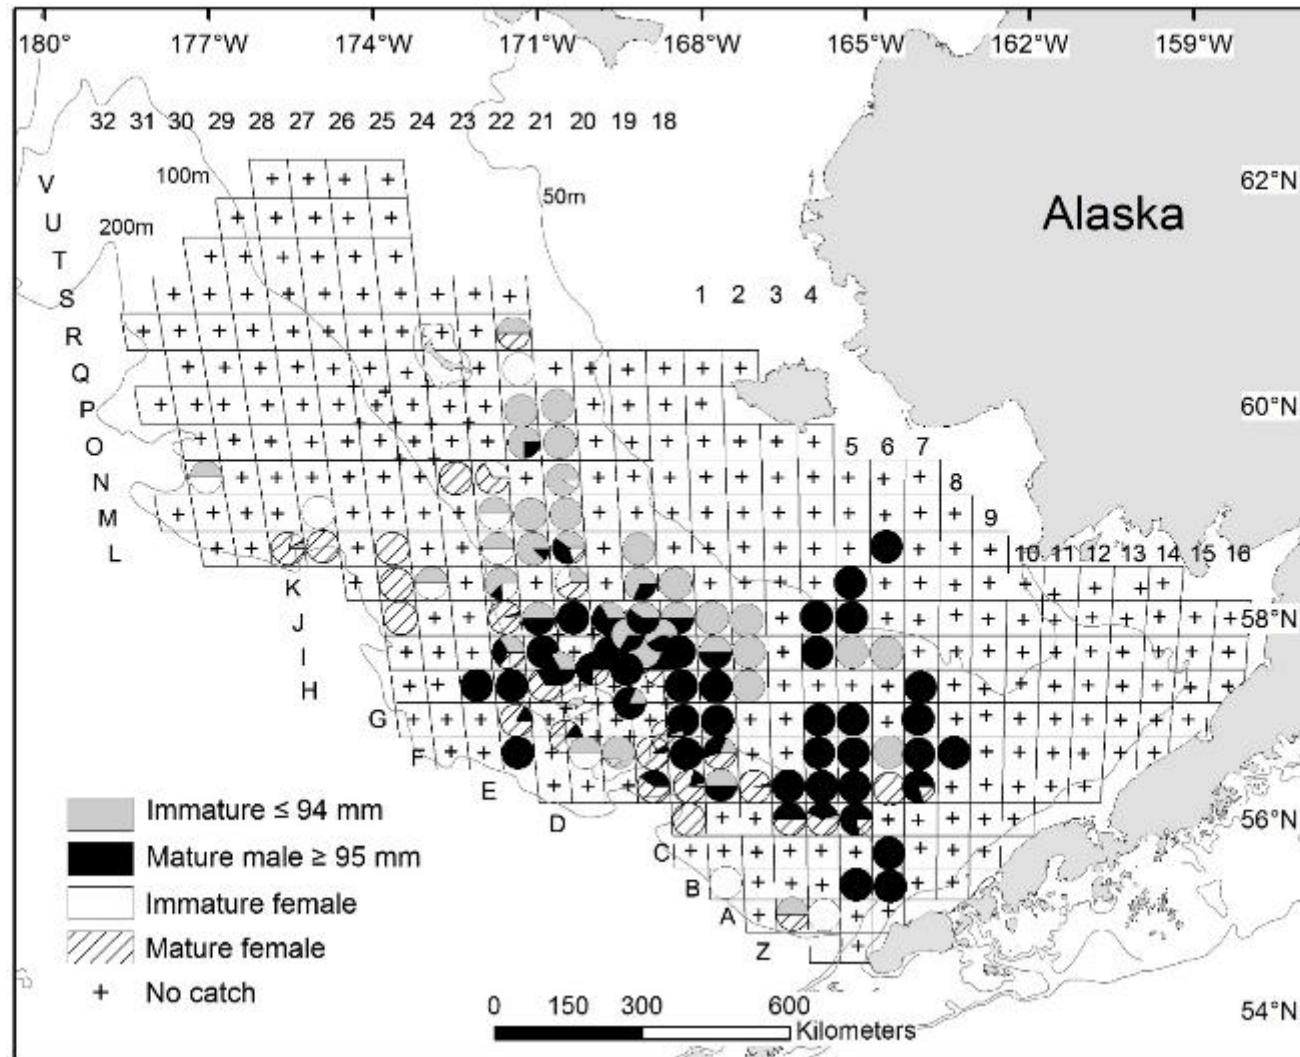 180° 177°W 174°W 171°W 168°W 165°W 162°W 159°W
32 31 30 29 28 27 26 25 24 23 22 21 20 19 18
100m
V
62°N
50m
Alaska
U
200m
T
S
1 2 3 4
R
Q
P
60°N
O
5 6 7
N
8
M
9
L
10 11 12 13 14 15 16
K
J
58°N
I
H
G
F
E
Immature ≤ 94 mm
D
56°N
Mature male ≥ 95 mm
C
B
Immature female
A
Mature female
Z
No catch
0 150 300 600
54°N
Kilometers